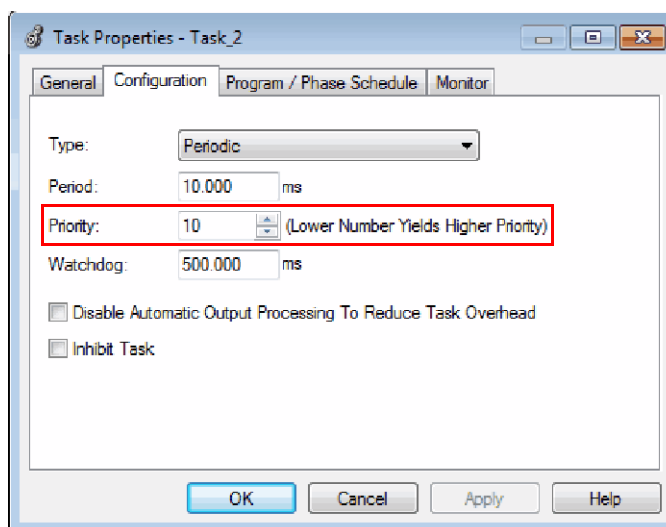 Task Properties - Task_2
General Configuration Program / Phase Schedule Monitor
Type: Periodic
Period: 10.000 ms
Priority: 10 (Lower Number Yields Higher Priority)
Watchdog: 500.000 ms
Disable Automatic Output Processing To Reduce Task Overhead
Inhibit Task
OK Cancel Apply Help